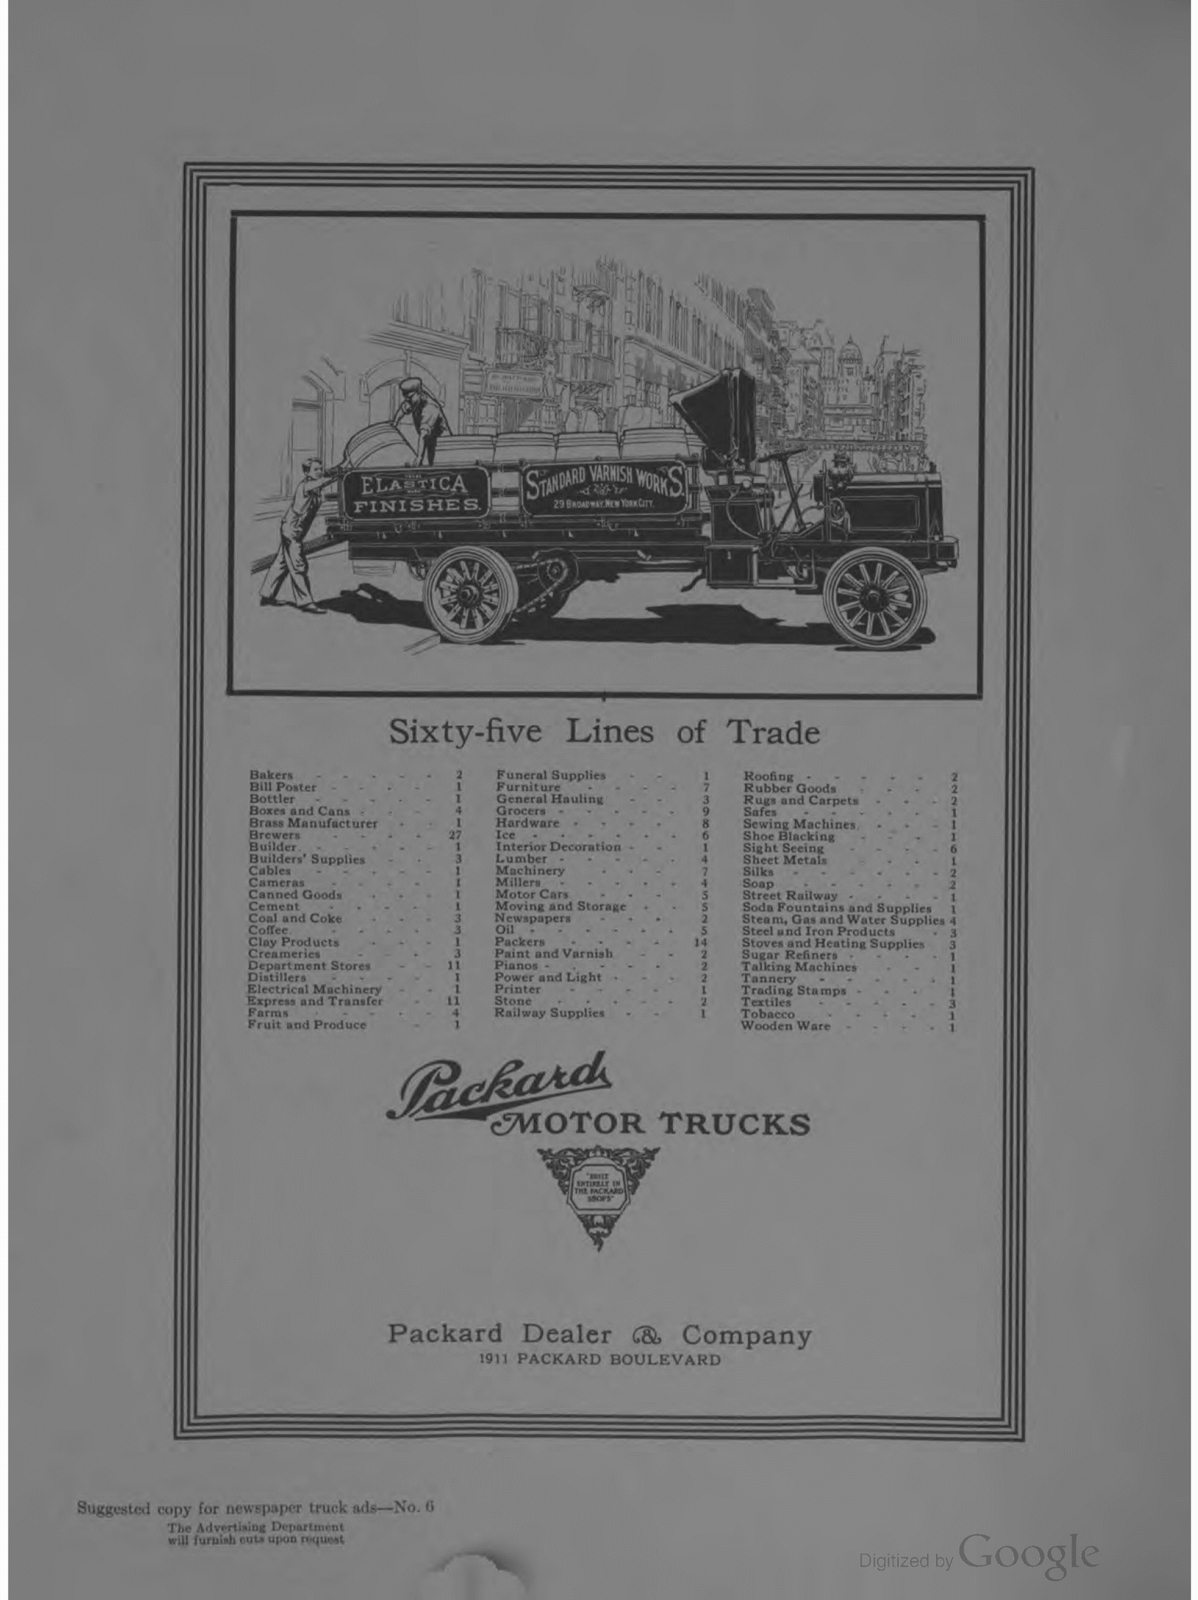 ELASTICA
FINISHES.
STANDARD VARNISH WORKS.
29 BROADWAY, NEW YORK CITY.
Sixty-five Lines of Trade
Bakers - - - - - 2
Bill Poster - - - - 1
Bottler - - - - - 1
Boxes and Cans - - - 4
Brass Manufacturer - - 1
Brewers - - - - 27
Builder - - - - - 1
Builders' Supplies - - - 3
Cables - - - - - 1
Cameras - - - - 1
Canned Goods - - - 1
Cement - - - - 1
Coal and Coke - - - 3
Coffee - - - - - 3
Clay Products - - - 1
Creameries - - - - 3
Department Stores - - 11
Distillers - - - - 1
Electrical Machinery - - 1
Express and Transfer - - 11
Farms - - - - - 4
Fruit and Produce - - 1
Funeral Supplies - - 1
Furniture - - - - 7
General Hauling - - - 3
Grocers - - - - - 9
Hardware - - - - 8
Ice - - - - - - 6
Interior Decoration - - 1
Lumber - - - - - 4
Machinery - - - 7
Millers - - - - - 4
Motor Cars - - - - 5
Moving and Storage - - 5
Newspapers - - - - 2
Oil - - - - - - 5
Packers - - - - 14
Paint and Varnish - - 2
Pianos - - - - - 2
Power and Light - - - 2
Printer - - - - 1
Stone - - - - - 2
Railway Supplies - - 1
Roofing - - - - - 2
Rubber Goods - - - 2
Rugs and Carpets - - - 2
Safes - - - - - 1
Sewing Machines - - - 1
Shoe Blacking - - - 1
Sight Seeing - - - - 6
Sheet Metals - - - 1
Silks - - - - - 2
Soap - - - - - 2
Street Railway - - - 1
Soda Fountains and Supplies 1
Steam, Gas and Water Supplies 4
Steel and Iron Products - 3
Stoves and Heating Supplies 3
Sugar Refiners - - - 1
Talking Machines - - 1
Tannery - - - - 1
Trading Stamps - - - 1
Textiles - - - - 3
Tobacco - - - - 1
Wooden Ware - - - 1
Packard
MOTOR TRUCKS
"BUILT
ENTIRELY IN
THE PACKARD
SHOPS"
Packard Dealer & Company
1911 PACKARD BOULEVARD
Suggested copy for newspaper truck ads—No. 6
The Advertising Department
will furnish cuts upon request
Digitized by Google